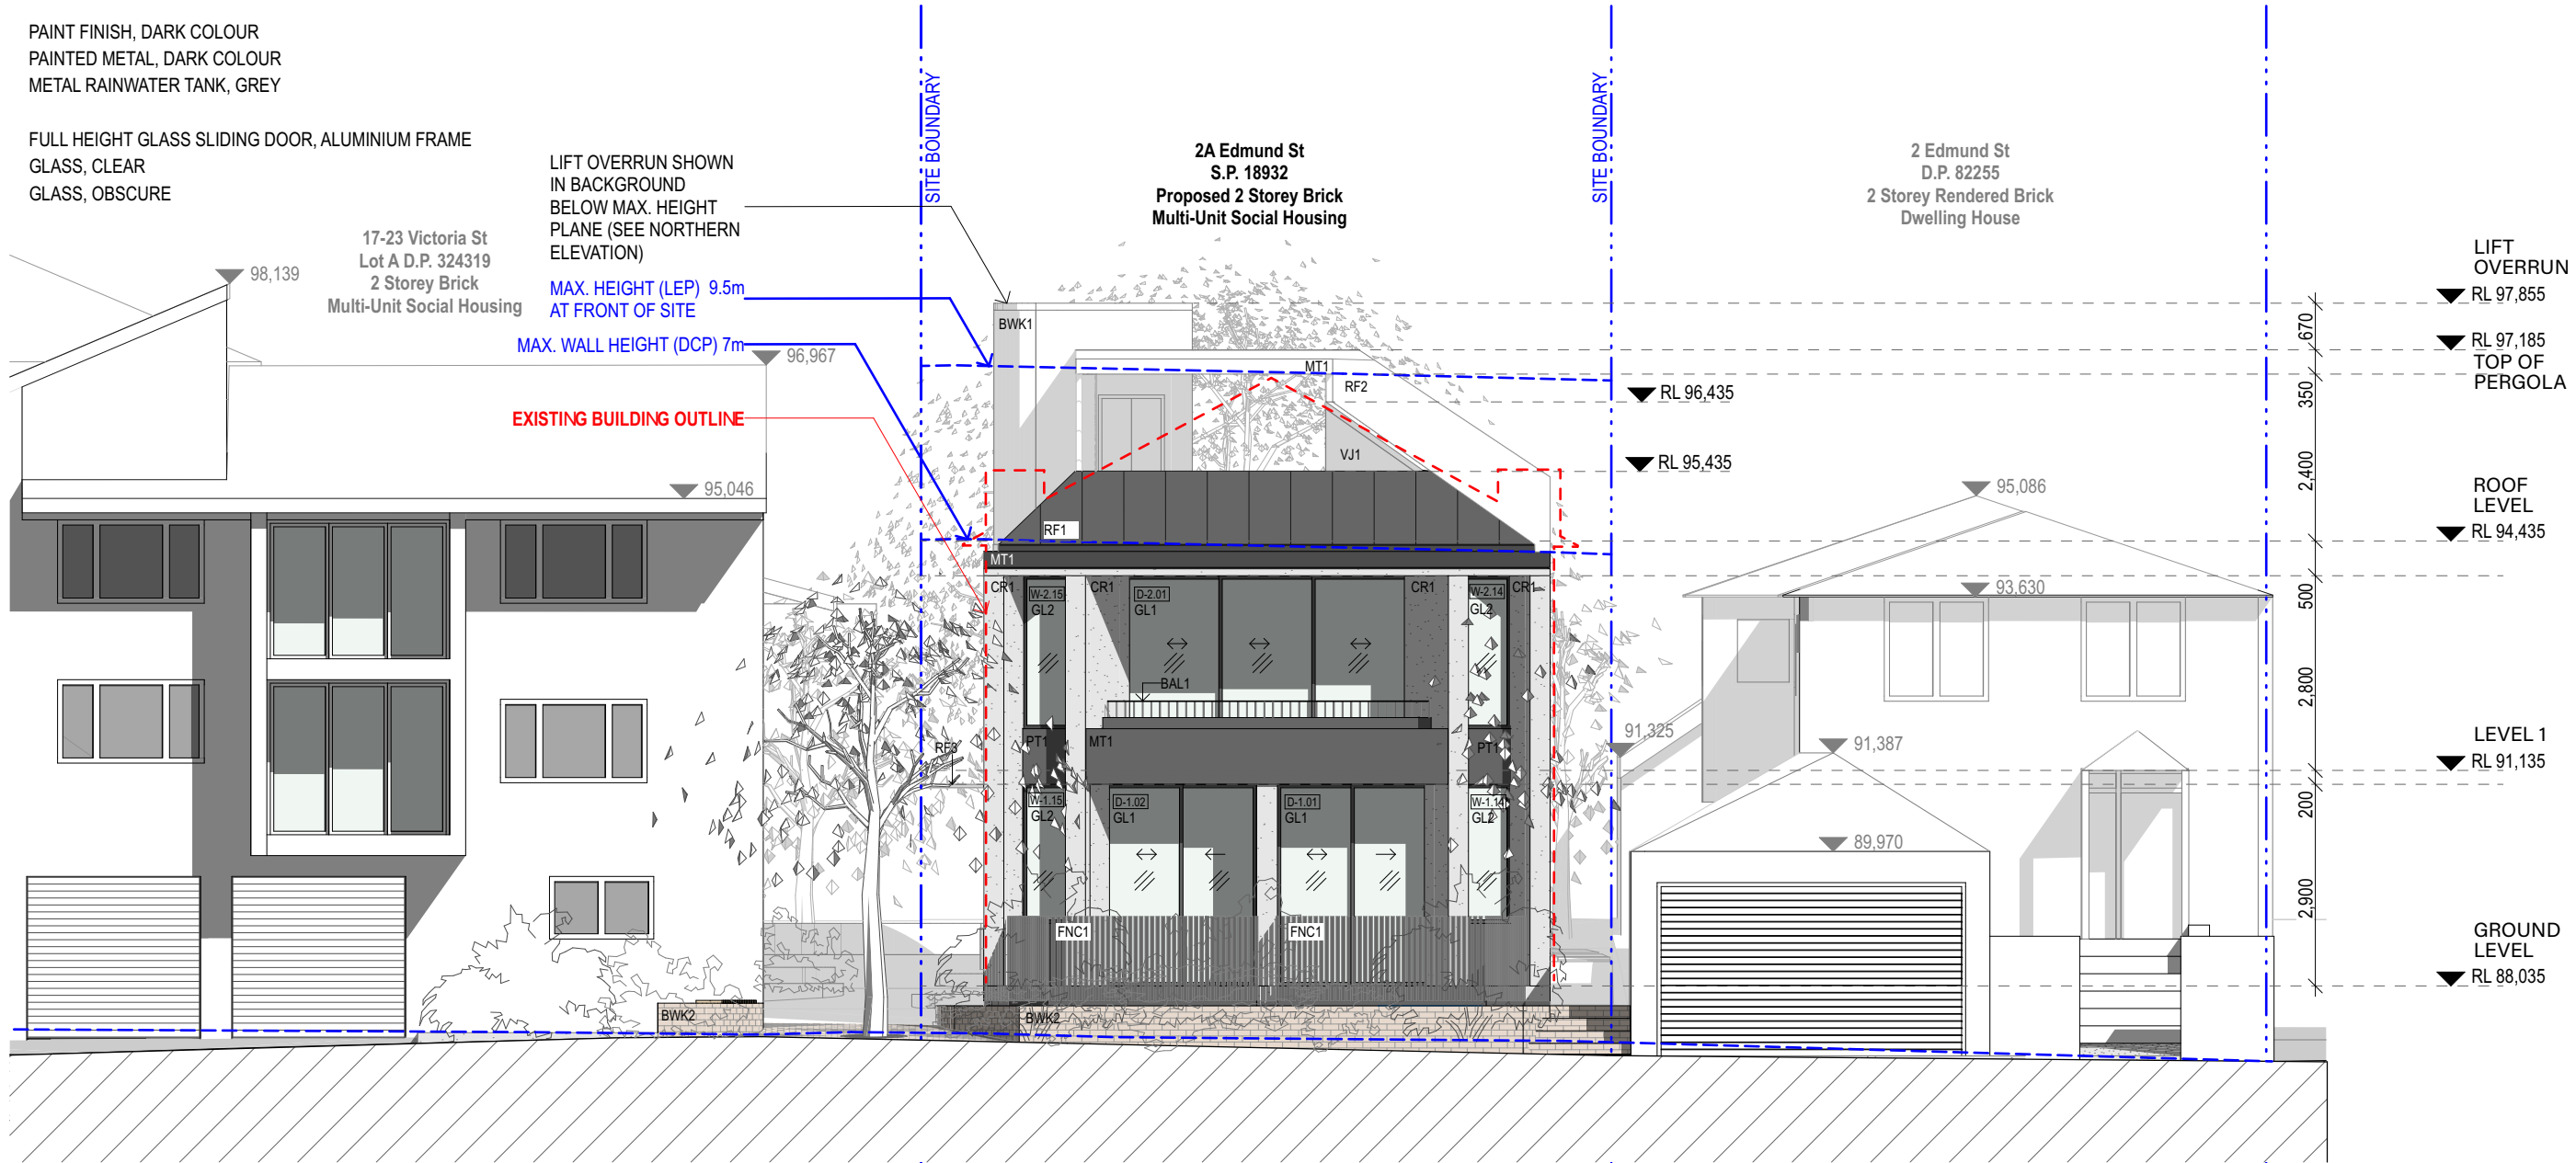 PAINT FINISH, DARK COLOUR
PAINTED METAL, DARK COLOUR
METAL RAINWATER TANK, GREY
FULL HEIGHT GLASS SLIDING DOOR, ALUMINIUM FRAME
GLASS, CLEAR
GLASS, OBSCURE
17-23 Victoria St
Lot A D.P. 324319
2 Storey Brick
Multi-Unit Social Housing
LIFT OVERRUN SHOWN
IN BACKGROUND
BELOW MAX. HEIGHT
PLANE (SEE NORTHERN
ELEVATION)
MAX. HEIGHT (LEP) 9.5m
AT FRONT OF SITE
MAX. WALL HEIGHT (DCP) 7m
EXISTING BUILDING OUTLINE
98,139
96,967
95,046
SITE BOUNDARY
2A Edmund St
S.P. 18932
Proposed 2 Storey Brick
Multi-Unit Social Housing
SITE BOUNDARY
2 Edmund St
D.P. 82255
2 Storey Rendered Brick
Dwelling House
BWK1
MT1
RF2
VJ1
RF1
MT1
RL 96,435
RL 95,435
CR1
W-2.15
GL2
CR1
D-2.01
GL1
CR1
W-2.14
GL2
CR1
BAL1
RF3
PT1
MT1
PT1
W-1.15
GL2
D-1.02
GL1
D-1.01
GL1
W-1.14
GL2
FNC1
FNC1
BWK2
BWK2
95,086
93,630
91,325
91,387
89,970
LIFT
OVERRUN
RL 97,855
RL 97,185
TOP OF
PERGOLA
ROOF
LEVEL
RL 94,435
LEVEL 1
RL 91,135
GROUND
LEVEL
RL 88,035
670
350
2,400
500
2,800
200
2,900